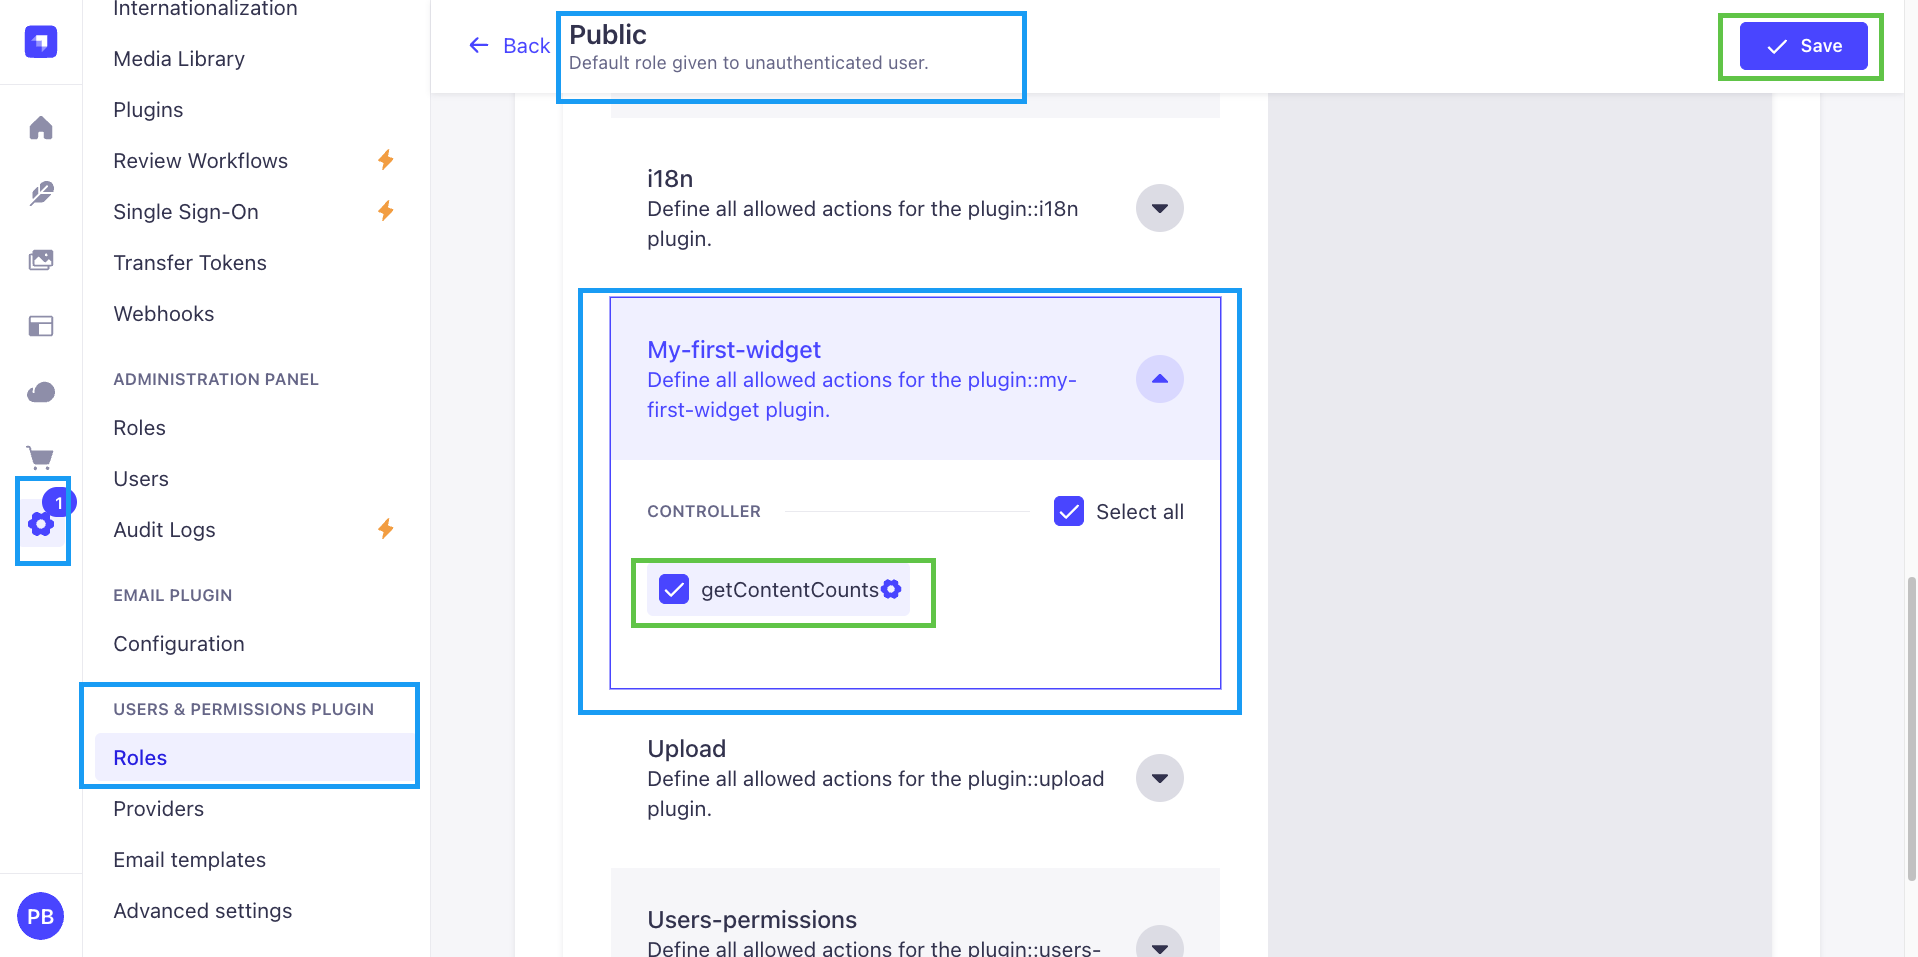 Internationalization
Media Library
Plugins
Review Workflows
Single Sign-On
Transfer Tokens
Webhooks
ADMINISTRATION PANEL
Roles
Users
Audit Logs
EMAIL PLUGIN
Configuration
USERS & PERMISSIONS PLUGIN
Roles
Providers
Email templates
Advanced settings
1
PB
Back
Public
Default role given to unauthenticated user.
Save
i18n
Define all allowed actions for the plugin::i18n
plugin.
My-first-widget
Define all allowed actions for the plugin::my-
first-widget plugin.
CONTROLLER
Select all
getContentCounts
Upload
Define all allowed actions for the plugin::upload
plugin.
Users-permissions
Define all allowed actions for the plugin::users-